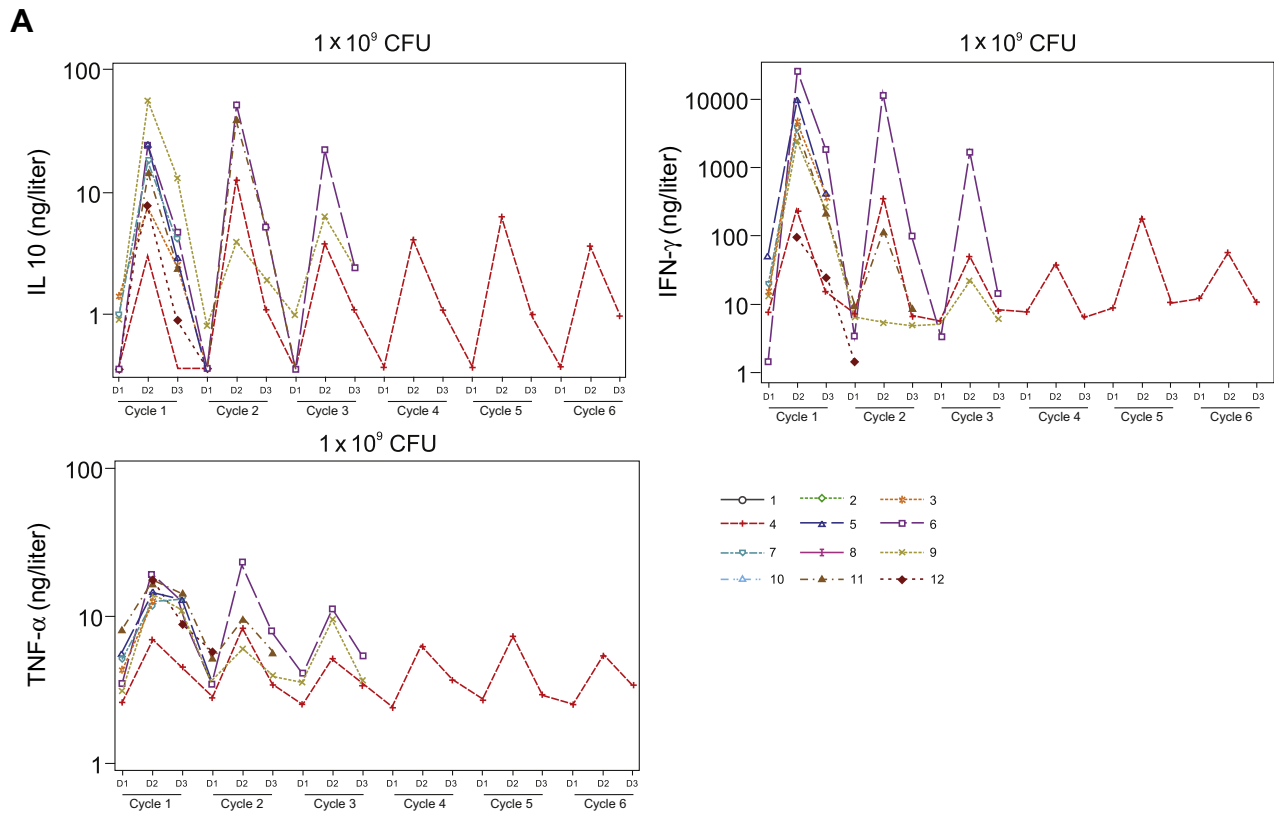 A
1 x 10⁹ CFU
IL 10 (ng/liter)
100
10
1
D1 D2 D3 D1 D2 D3 D1 D2 D3 D1 D2 D3 D1 D2 D3 D1 D2 D3
Cycle 1 Cycle 2 Cycle 3 Cycle 4 Cycle 5 Cycle 6
1 x 10⁹ CFU
IFN-γ (ng/liter)
10000
1000
100
10
1
D1 D2 D3 D1 D2 D3 D1 D2 D3 D1 D2 D3 D1 D2 D3 D1 D2 D3
Cycle 1 Cycle 2 Cycle 3 Cycle 4 Cycle 5 Cycle 6
1 x 10⁹ CFU
TNF-α (ng/liter)
100
10
1
D1 D2 D3 D1 D2 D3 D1 D2 D3 D1 D2 D3 D1 D2 D3 D1 D2 D3
Cycle 1 Cycle 2 Cycle 3 Cycle 4 Cycle 5 Cycle 6
1 2 3
4 5 6
7 8 9
10 11 12